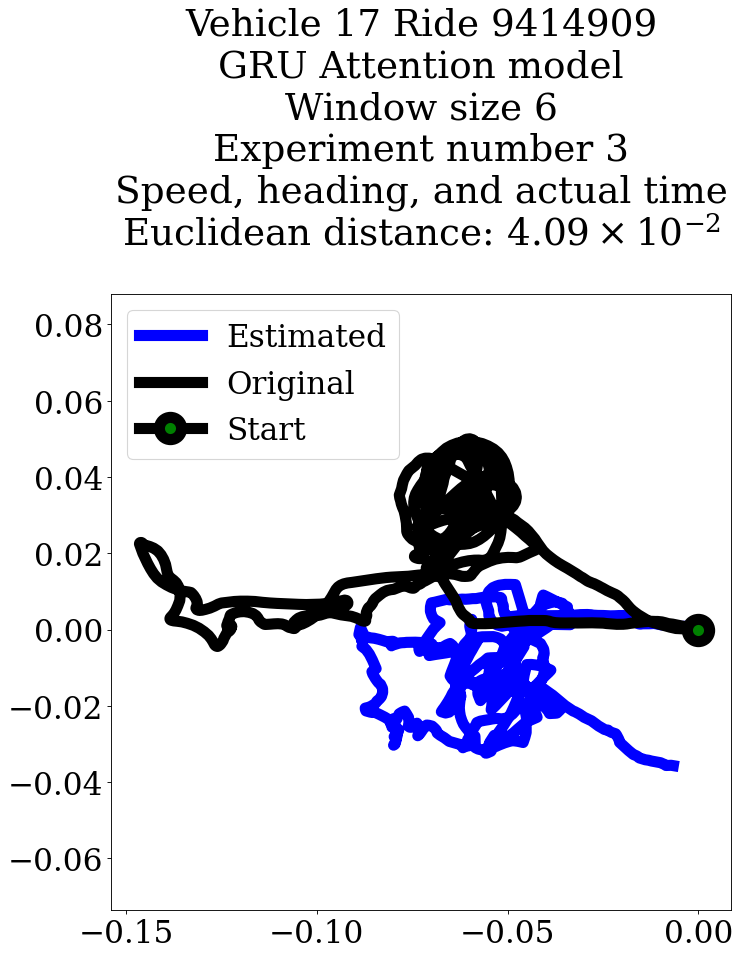 Vehicle 17 Ride 9414909
GRU Attention model
Window size 6
Experiment number 3
Speed, heading, and actual time
Euclidean distance: 4.09 × 10⁻²
Estimated
Original
Start
0.08
0.06
0.04
0.02
0.00
−0.02
−0.04
−0.06
−0.15
−0.10
−0.05
0.00